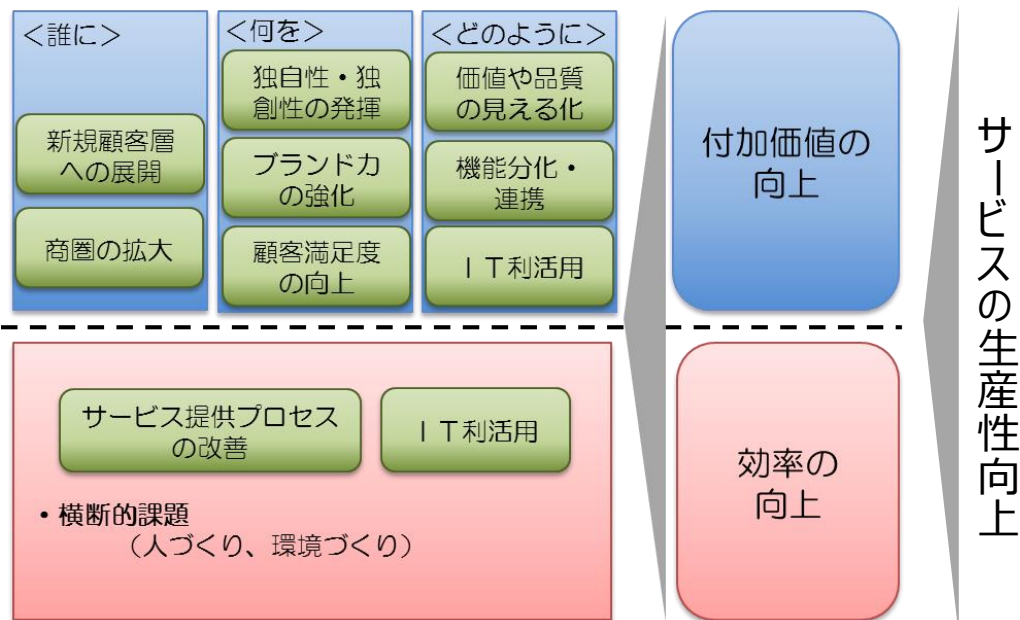 ＜誰に＞
新規顧客層
への展開
商圏の拡大
＜何を＞
独自性・独
創性の発揮
ブランド力
の強化
顧客満足度
の向上
＜どのように＞
価値や品質
の見える化
機能分化・
連携
ＩＴ利活用
付加価値の
向上
サービス提供プロセス
の改善
ＩＴ利活用
・横断的課題
（人づくり、環境づくり）
効率の
向上
サービスの生産性向上